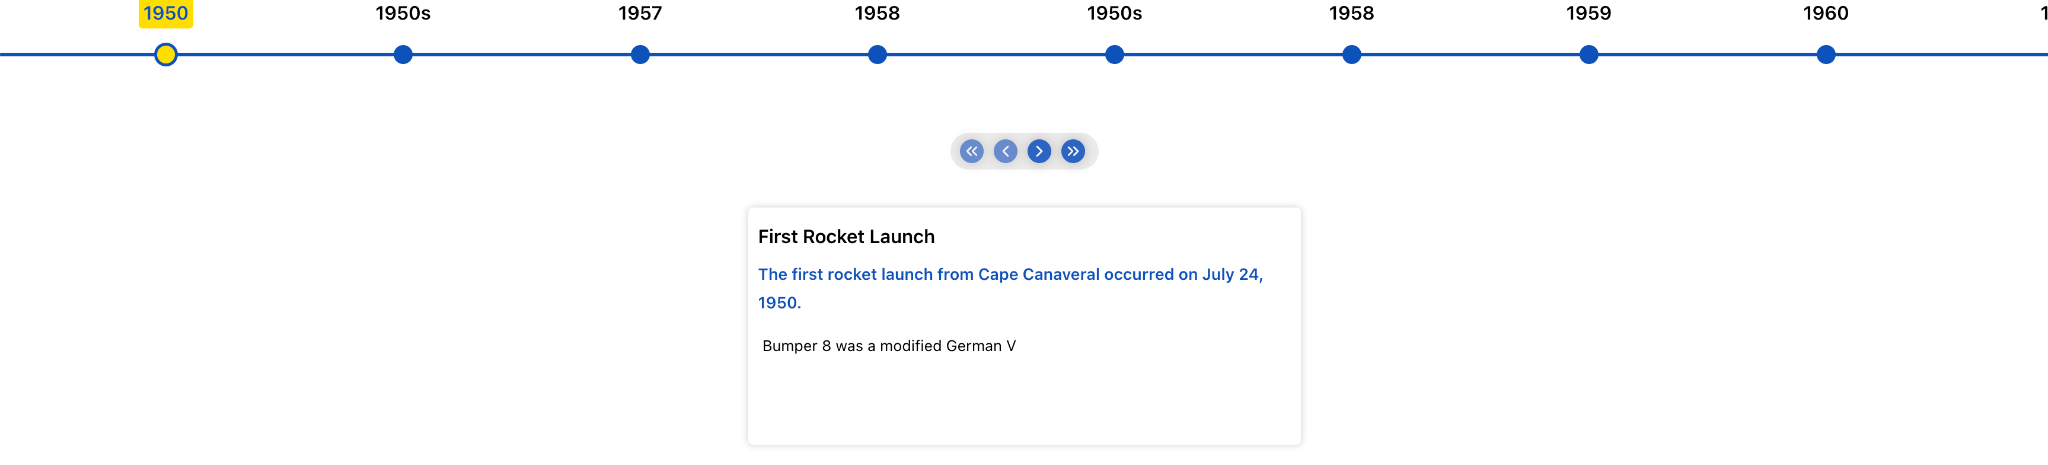 1950 1950s 1957 1958 1950s 1958 1959 1960
First Rocket Launch
The first rocket launch from Cape Canaveral occurred on July 24,
1950.
Bumper 8 was a modified German V